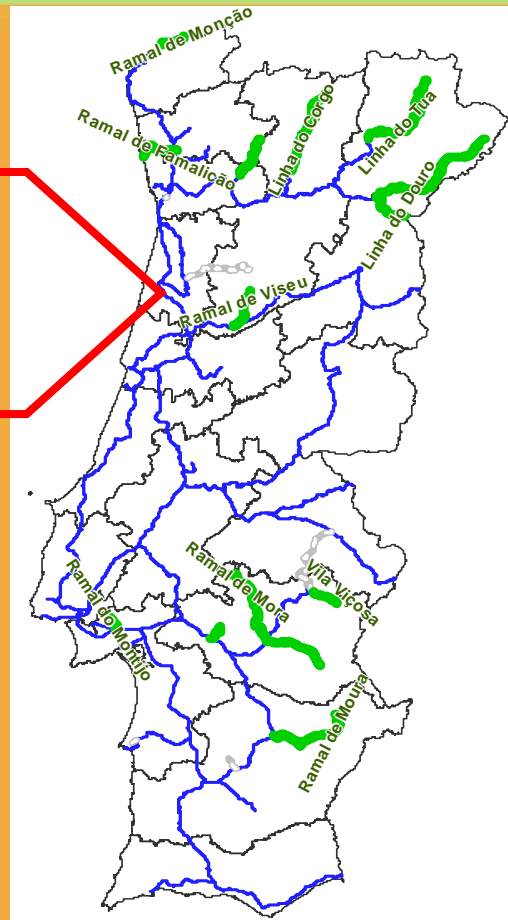 Ramal de Monção
Ramal de Famalicão
Linha do Corgo
Linha do Tua
Linha do Douro
Ramal de Viseu
Ramal do Montijo
Ramal de Mora
Vila Viçosa
Ramal de Moura